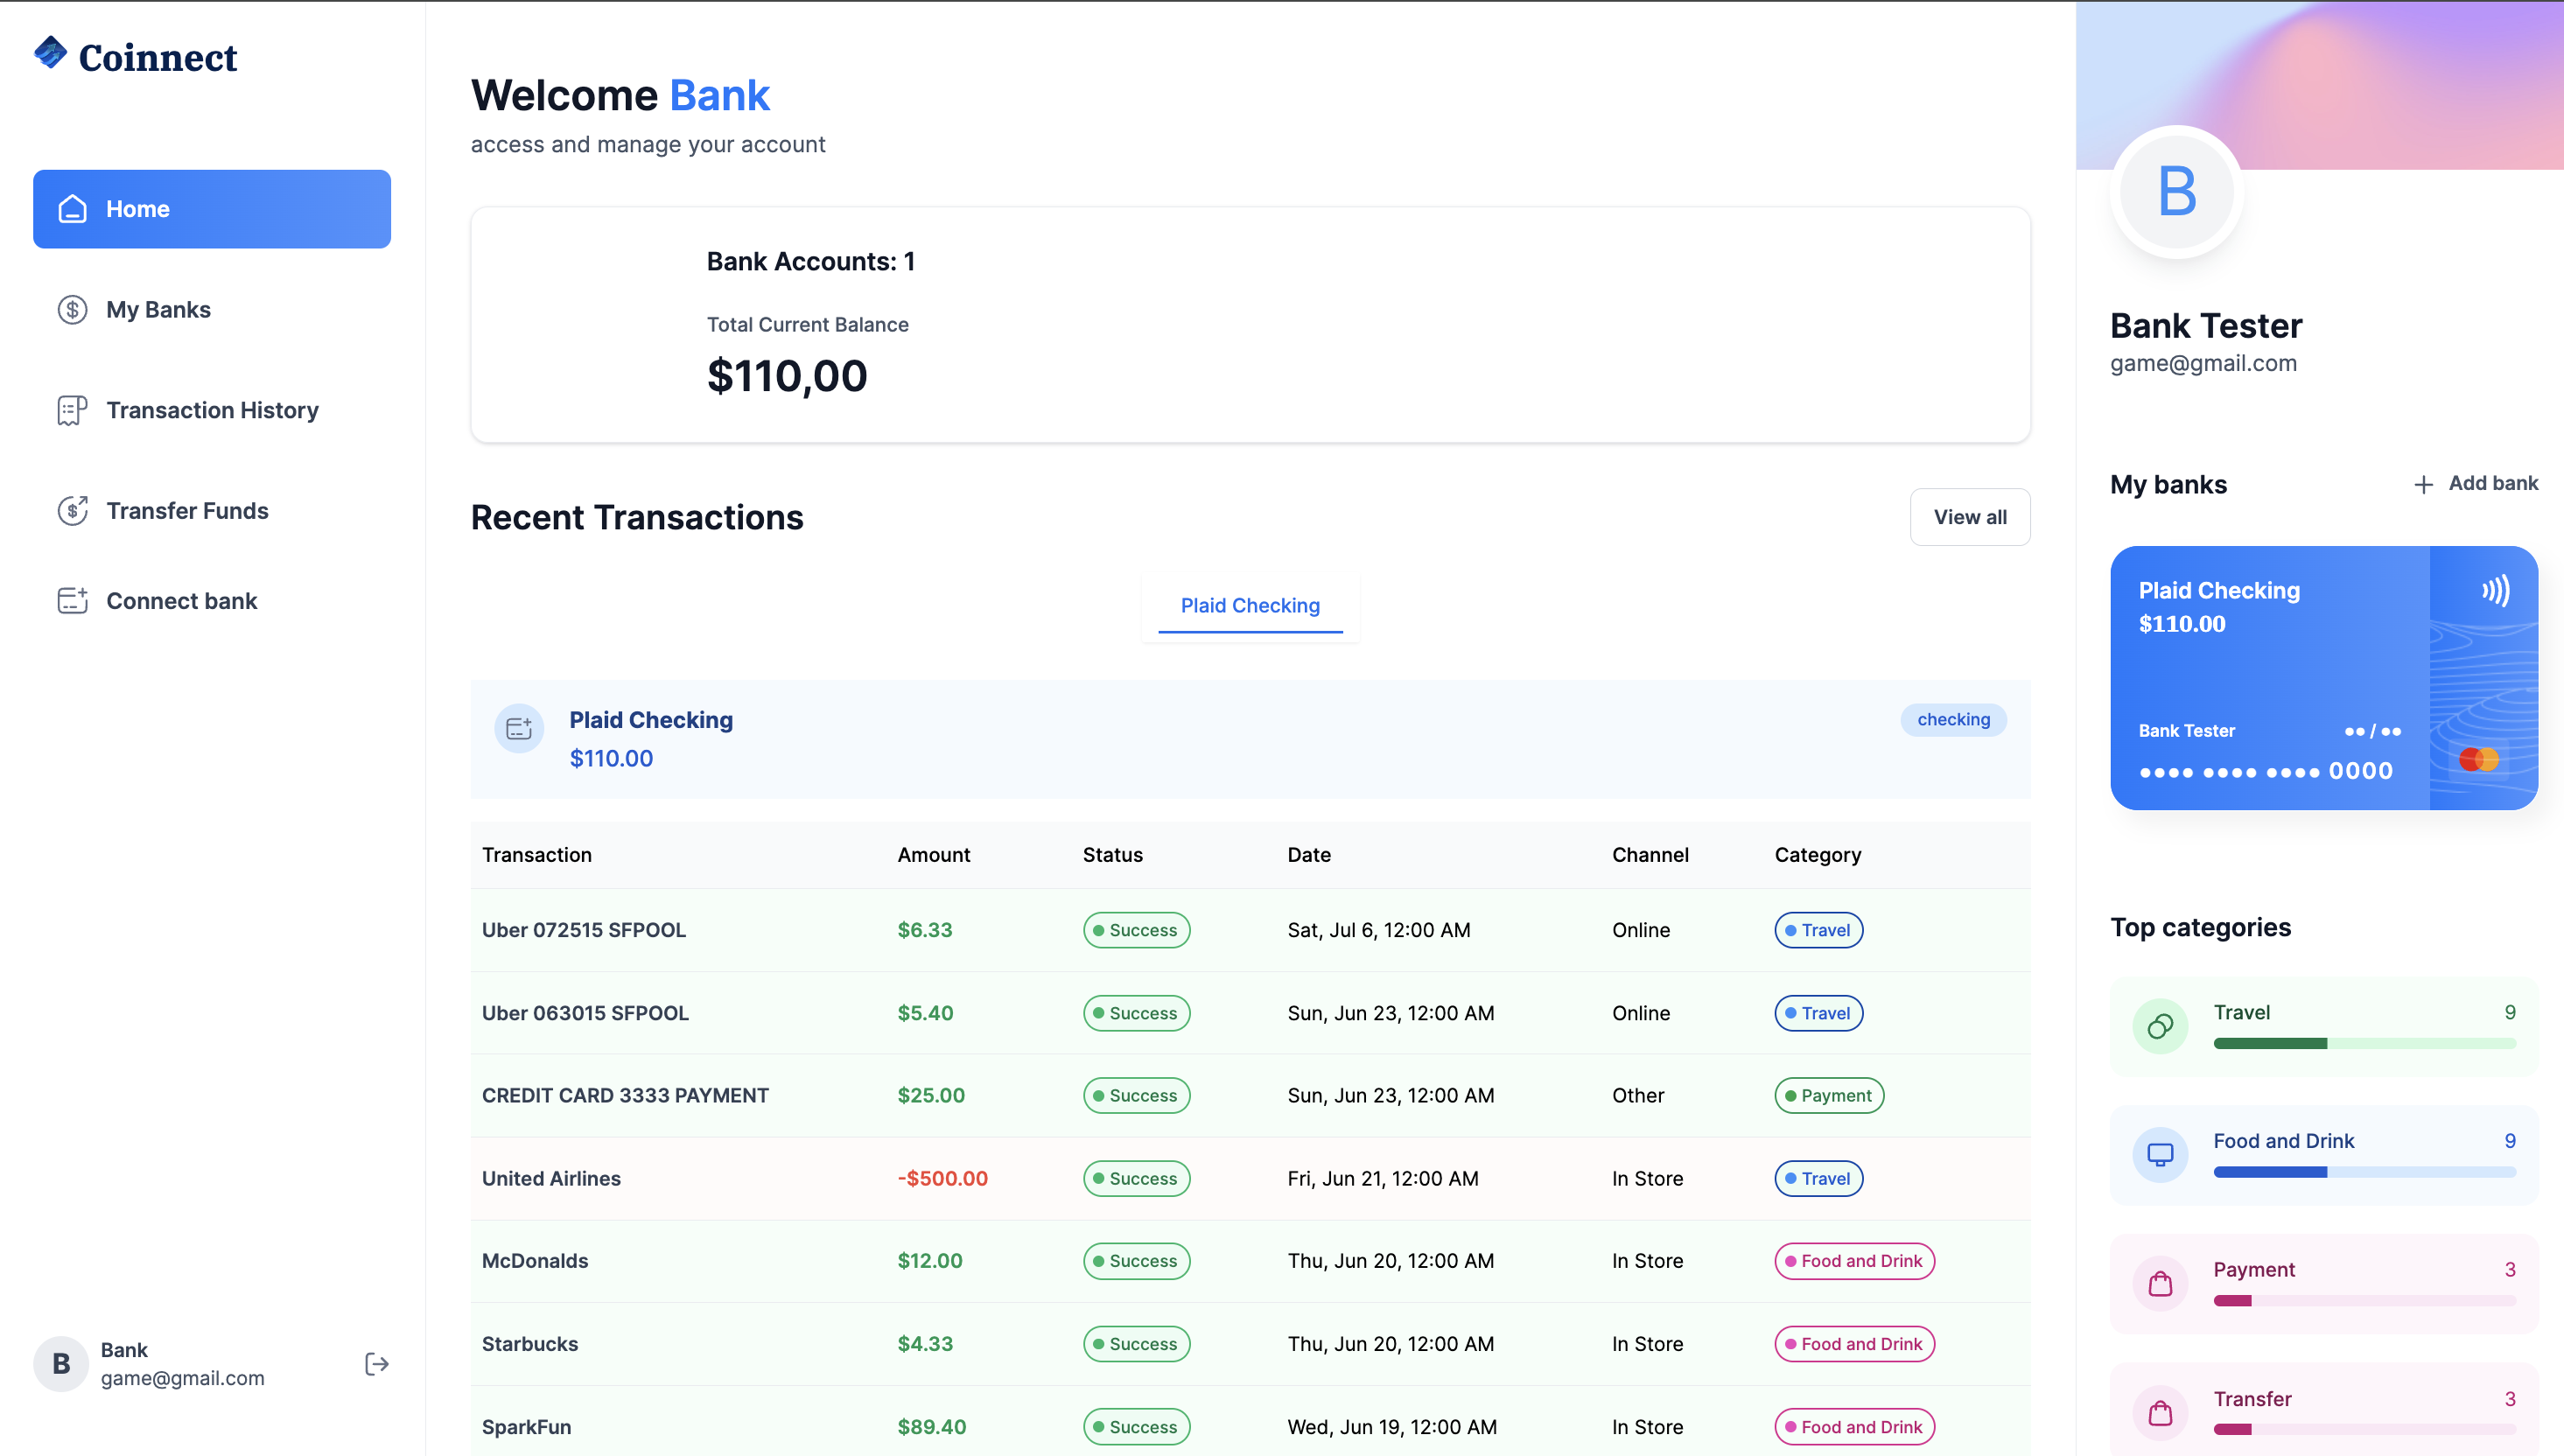 Coinnect
Home
My Banks
Transaction History
Transfer Funds
Connect bank
B
Bank
game@gmail.com
Welcome Bank
access and manage your account
Bank Accounts: 1
Total Current Balance
$110,00
Recent Transactions
View all
Plaid Checking
Plaid Checking
$110.00
checking
Transaction Amount Status Date Channel Category
Uber 072515 SFPOOL $6.33 Success Sat, Jul 6, 12:00 AM Online Travel
Uber 063015 SFPOOL $5.40 Success Sun, Jun 23, 12:00 AM Online Travel
CREDIT CARD 3333 PAYMENT $25.00 Success Sun, Jun 23, 12:00 AM Other Payment
United Airlines -$500.00 Success Fri, Jun 21, 12:00 AM In Store Travel
McDonalds $12.00 Success Thu, Jun 20, 12:00 AM In Store Food and Drink
Starbucks $4.33 Success Thu, Jun 20, 12:00 AM In Store Food and Drink
SparkFun $89.40 Success Wed, Jun 19, 12:00 AM In Store Food and Drink
B
Bank Tester
game@gmail.com
My banks
+ Add bank
Plaid Checking
$110.00
Bank Tester ●● / ●●
●●●● ●●●● ●●●● 0000
Top categories
Travel 9
Food and Drink 9
Payment 3
Transfer 3